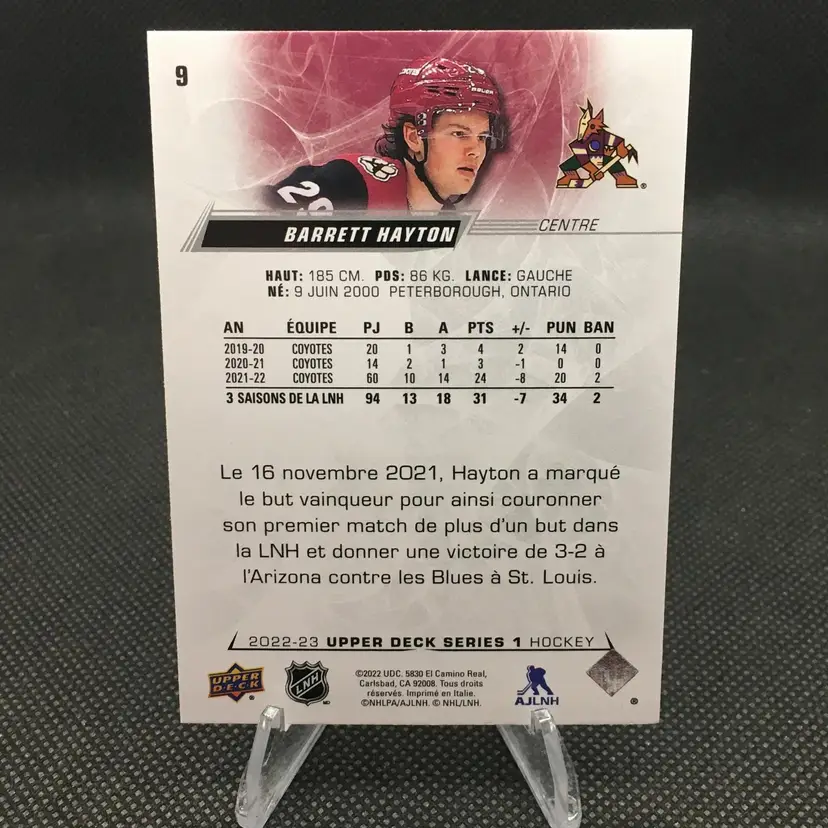 9
BAUER
29
BARRETT HAYTON
CENTRE
HAUT: 185 CM. PDS: 86 KG. LANCE: GAUCHE
NÉ: 9 JUIN 2000 PETERBOROUGH, ONTARIO
AN ÉQUIPE PJ B A PTS +/- PUN BAN
2019-20 COYOTES 20 1 3 4 2 14 0
2020-21 COYOTES 14 2 1 3 -1 0 0
2021-22 COYOTES 60 10 14 24 -8 20 2
3 SAISONS DE LA LNH 94 13 18 31 -7 34 2
Le 16 novembre 2021, Hayton a marqué
le but vainqueur pour ainsi couronner
son premier match de plus d'un but dans
la LNH et donner une victoire de 3-2 à
l'Arizona contre les Blues à St. Louis.
2022-23 UPPER DECK SERIES 1 HOCKEY
UPPER DECK ®
LNH MD
©2022 UDC. 5830 El Camino Real,
Carlsbad, CA 92008. Tous droits
réservés. Imprimé en Italie.
©NHLPA/AJLNH. © NHL/LNH.
AJLNH
®